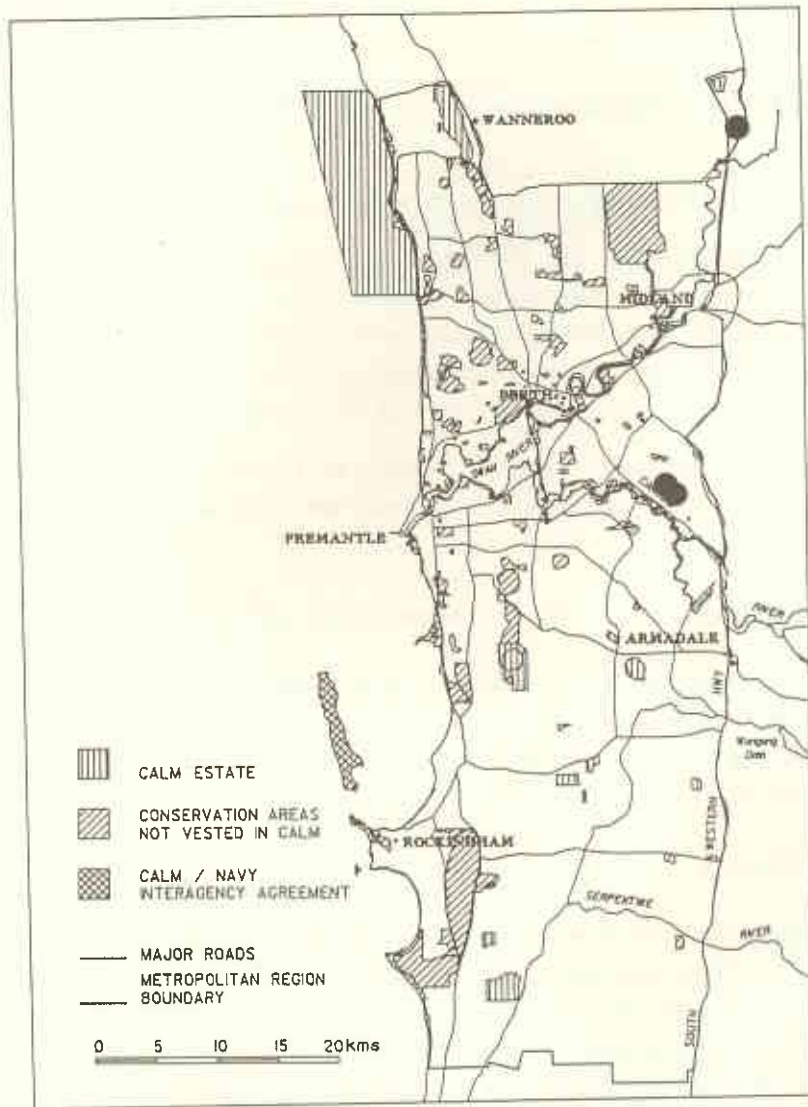 WANNEROO
MIDLAND
PERTH
SWAN RIVER
FREMANTLE
RIVER
ARMADALE
HWY
Wungong
Dam
CALM ESTATE
CONSERVATION AREAS
NOT VESTED IN CALM
WESTERN
ROCKINGHAM
CALM / NAVY
INTERAGENCY AGREEMENT
SERPENTINE
RIVER
MAJOR ROADS
METROPOLITAN REGION
BOUNDARY
SOUTH
0 5 10 15 20kms